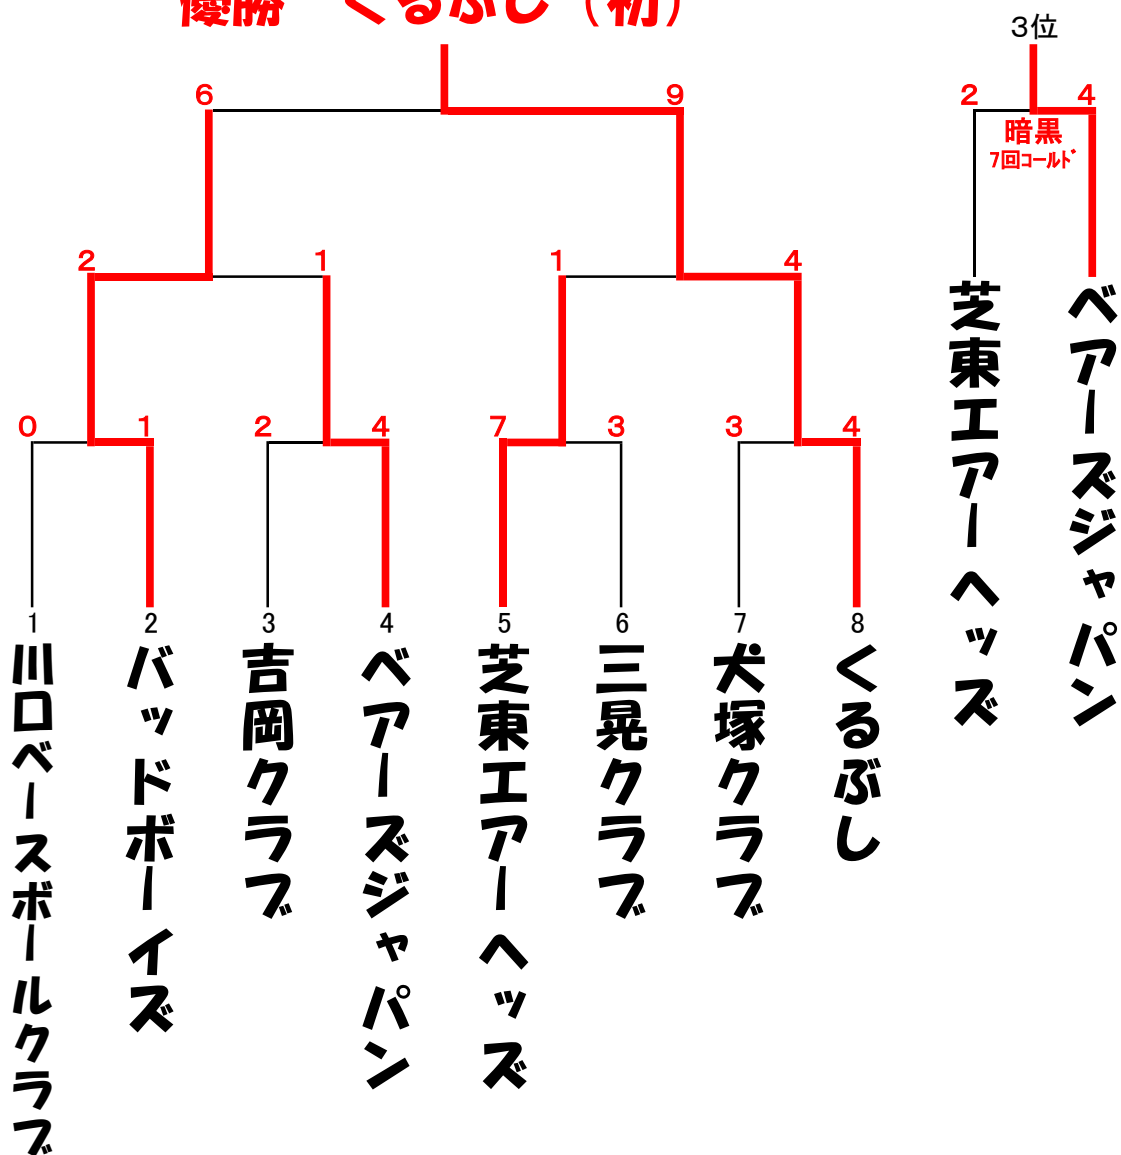 優勝　くるぶし（初）
３位
6
9
2
4
暗黒
7回コールド
2
1
1
4
0
1
2
4
7
3
3
4
1
2
3
4
5
6
7
8
川口ベースボールクラブ
バッドボーイズ
吉岡クラブ
ベアーズジャパン
芝東エアーヘッズ
三晃クラブ
犬塚クラブ
くるぶし
芝東エアーヘッズ
ベアーズジャパン